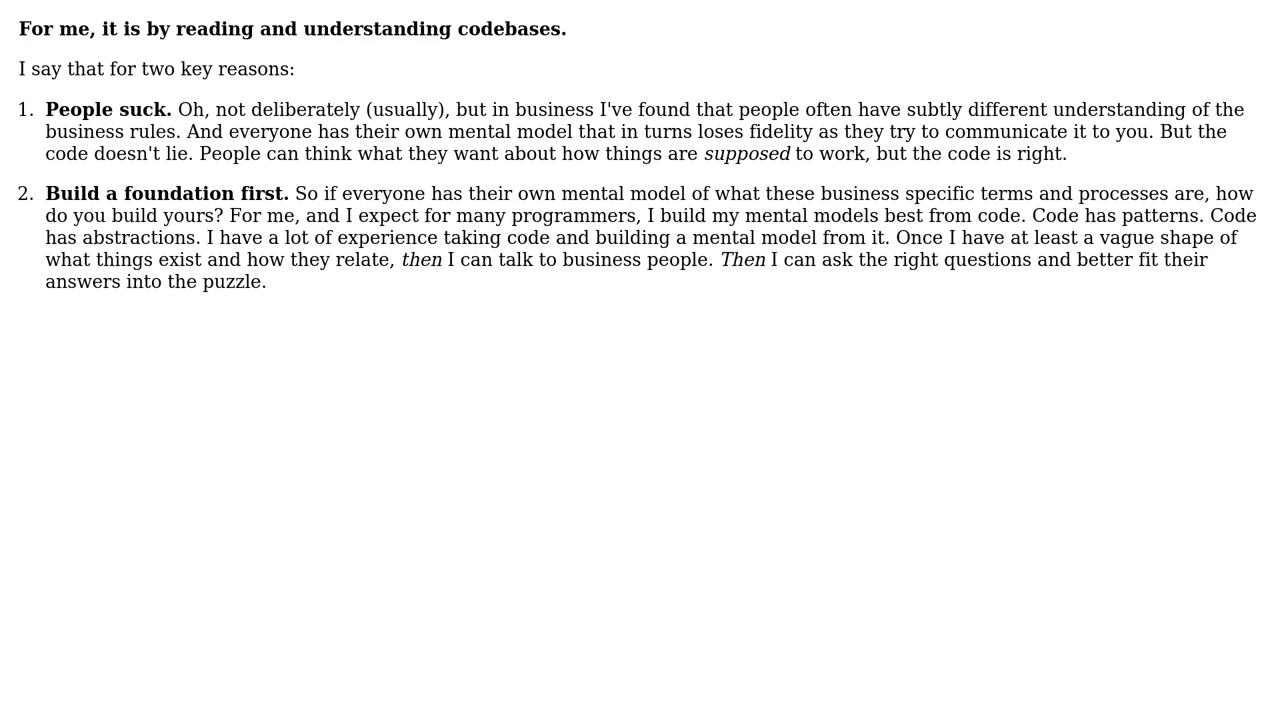 For me, it is by reading and understanding codebases.
I say that for two key reasons:
1. People suck. Oh, not deliberately (usually), but in business I've found that people often have subtly different understanding of the
business rules. And everyone has their own mental model that in turns loses fidelity as they try to communicate it to you. But the
code doesn't lie. People can think what they want about how things are supposed to work, but the code is right.
2. Build a foundation first. So if everyone has their own mental model of what these business specific terms and processes are, how
do you build yours? For me, and I expect for many programmers, I build my mental models best from code. Code has patterns. Code
has abstractions. I have a lot of experience taking code and building a mental model from it. Once I have at least a vague shape of
what things exist and how they relate, then I can talk to business people. Then I can ask the right questions and better fit their
answers into the puzzle.